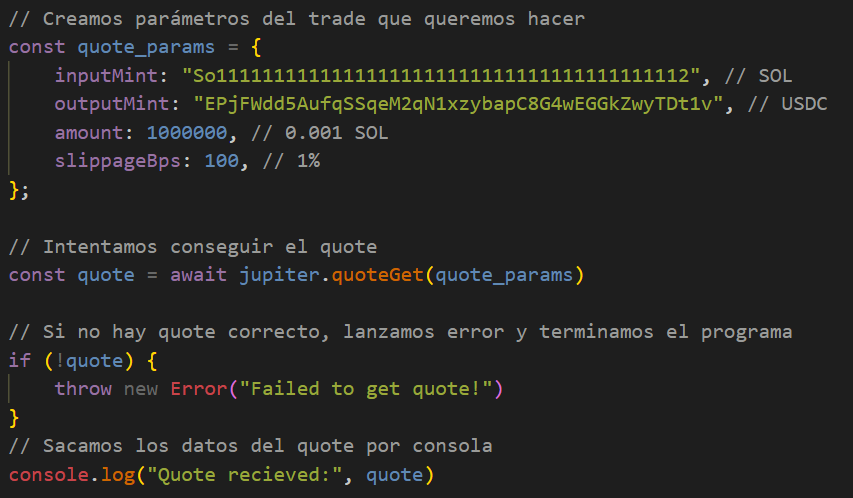 // Creamos parámetros del trade que queremos hacer
const quote_params = {
    inputMint: "So11111111111111111111111111111111111111112", // SOL
    outputMint: "EPjFWdd5AufqSSqeM2qN1xzybapC8G4wEGGkZwyTDt1v", // USDC
    amount: 1000000, // 0.001 SOL
    slippageBps: 100, // 1%
};
// Intentamos conseguir el quote
const quote = await jupiter.quoteGet(quote_params)
// Si no hay quote correcto, lanzamos error y terminamos el programa
if (!quote) {
    throw new Error("Failed to get quote!")
}
// Sacamos los datos del quote por consola
console.log("Quote recieved:", quote)